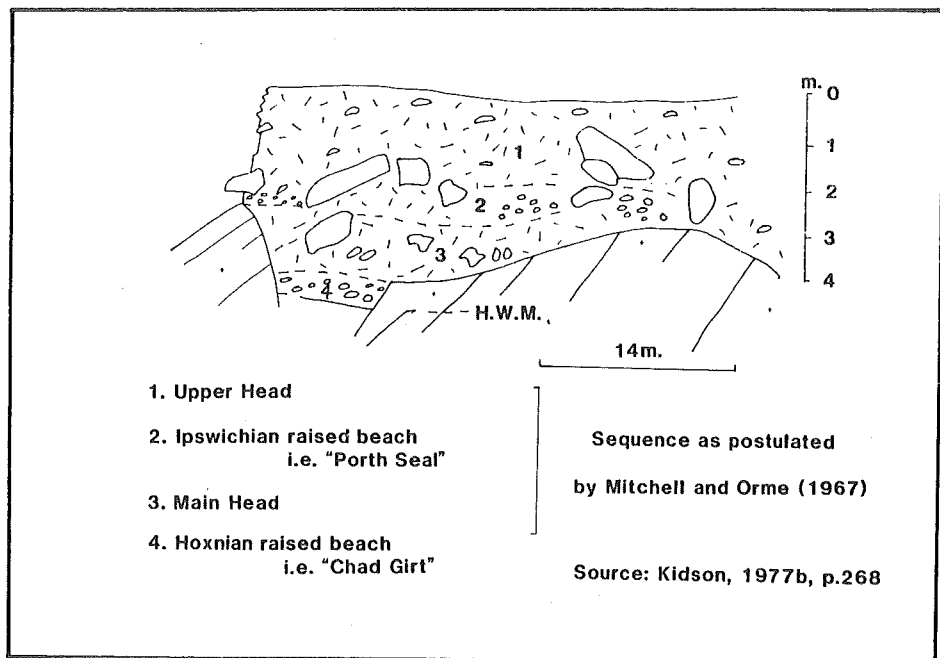 m.
0
1
1
2
2
3
3
4
4
H.W.M.
14m.
1. Upper Head
2. Ipswichian raised beach
i.e. "Porth Seal"
3. Main Head
4. Hoxnian raised beach
i.e. "Chad Girt"
Sequence as postulated
by Mitchell and Orme (1967)
Source: Kidson, 1977b, p.268